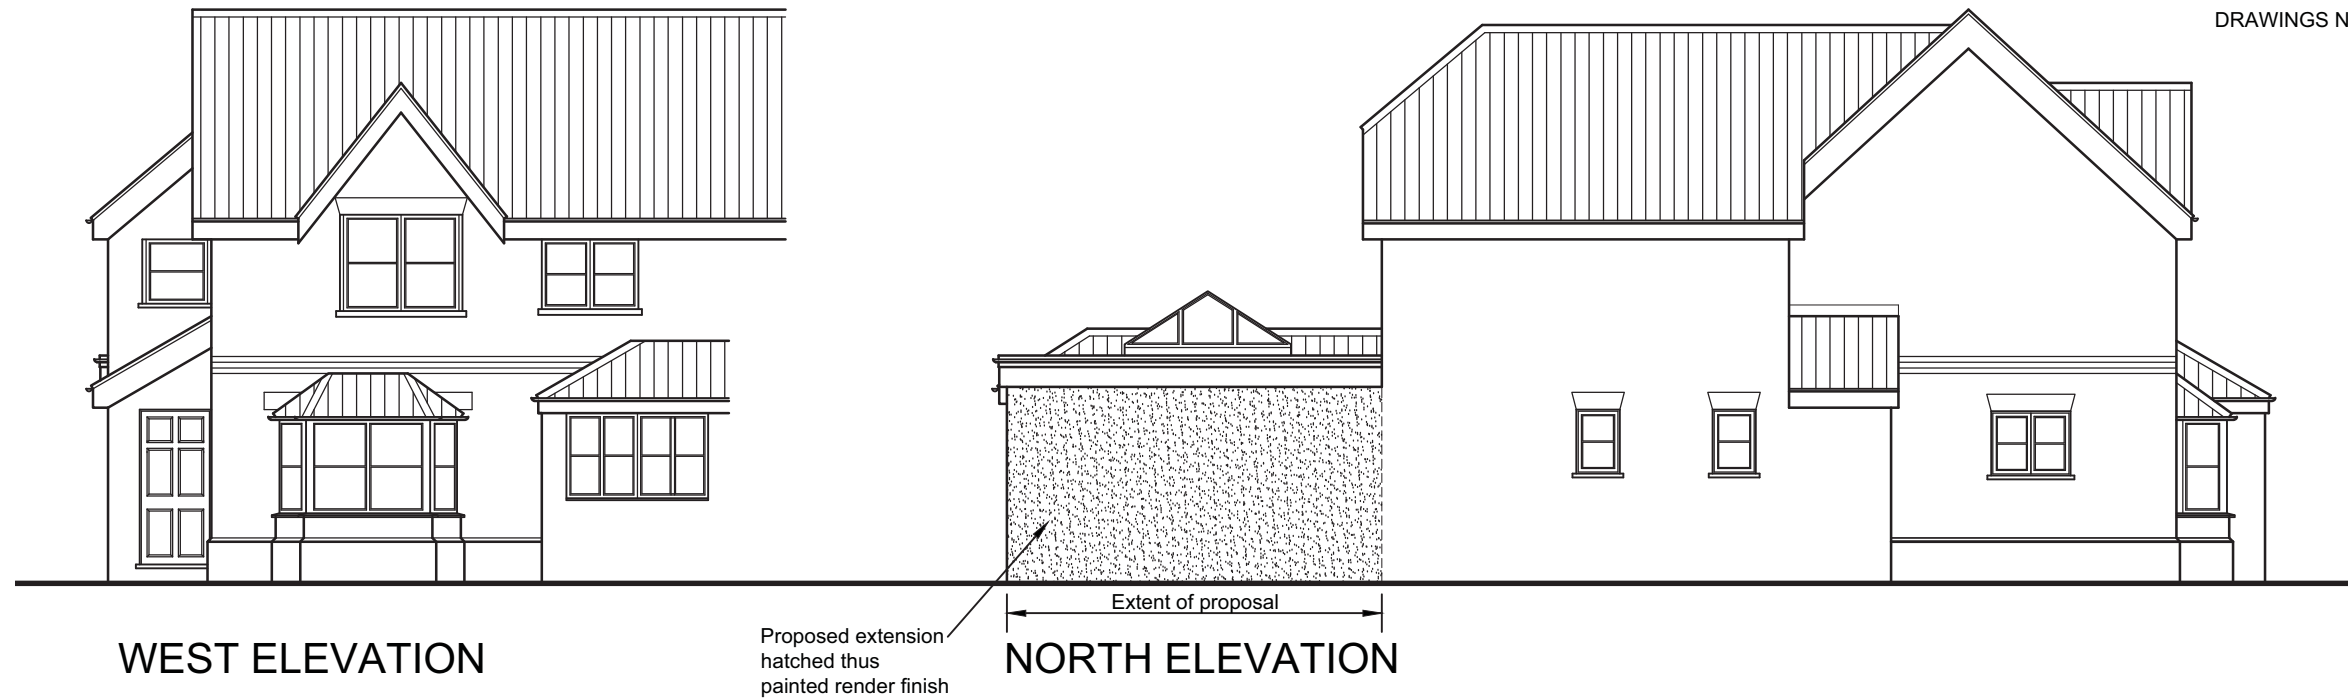 DRAWINGS N
Extent of proposal
Proposed extension
hatched thus
painted render finish
WEST ELEVATION
NORTH ELEVATION